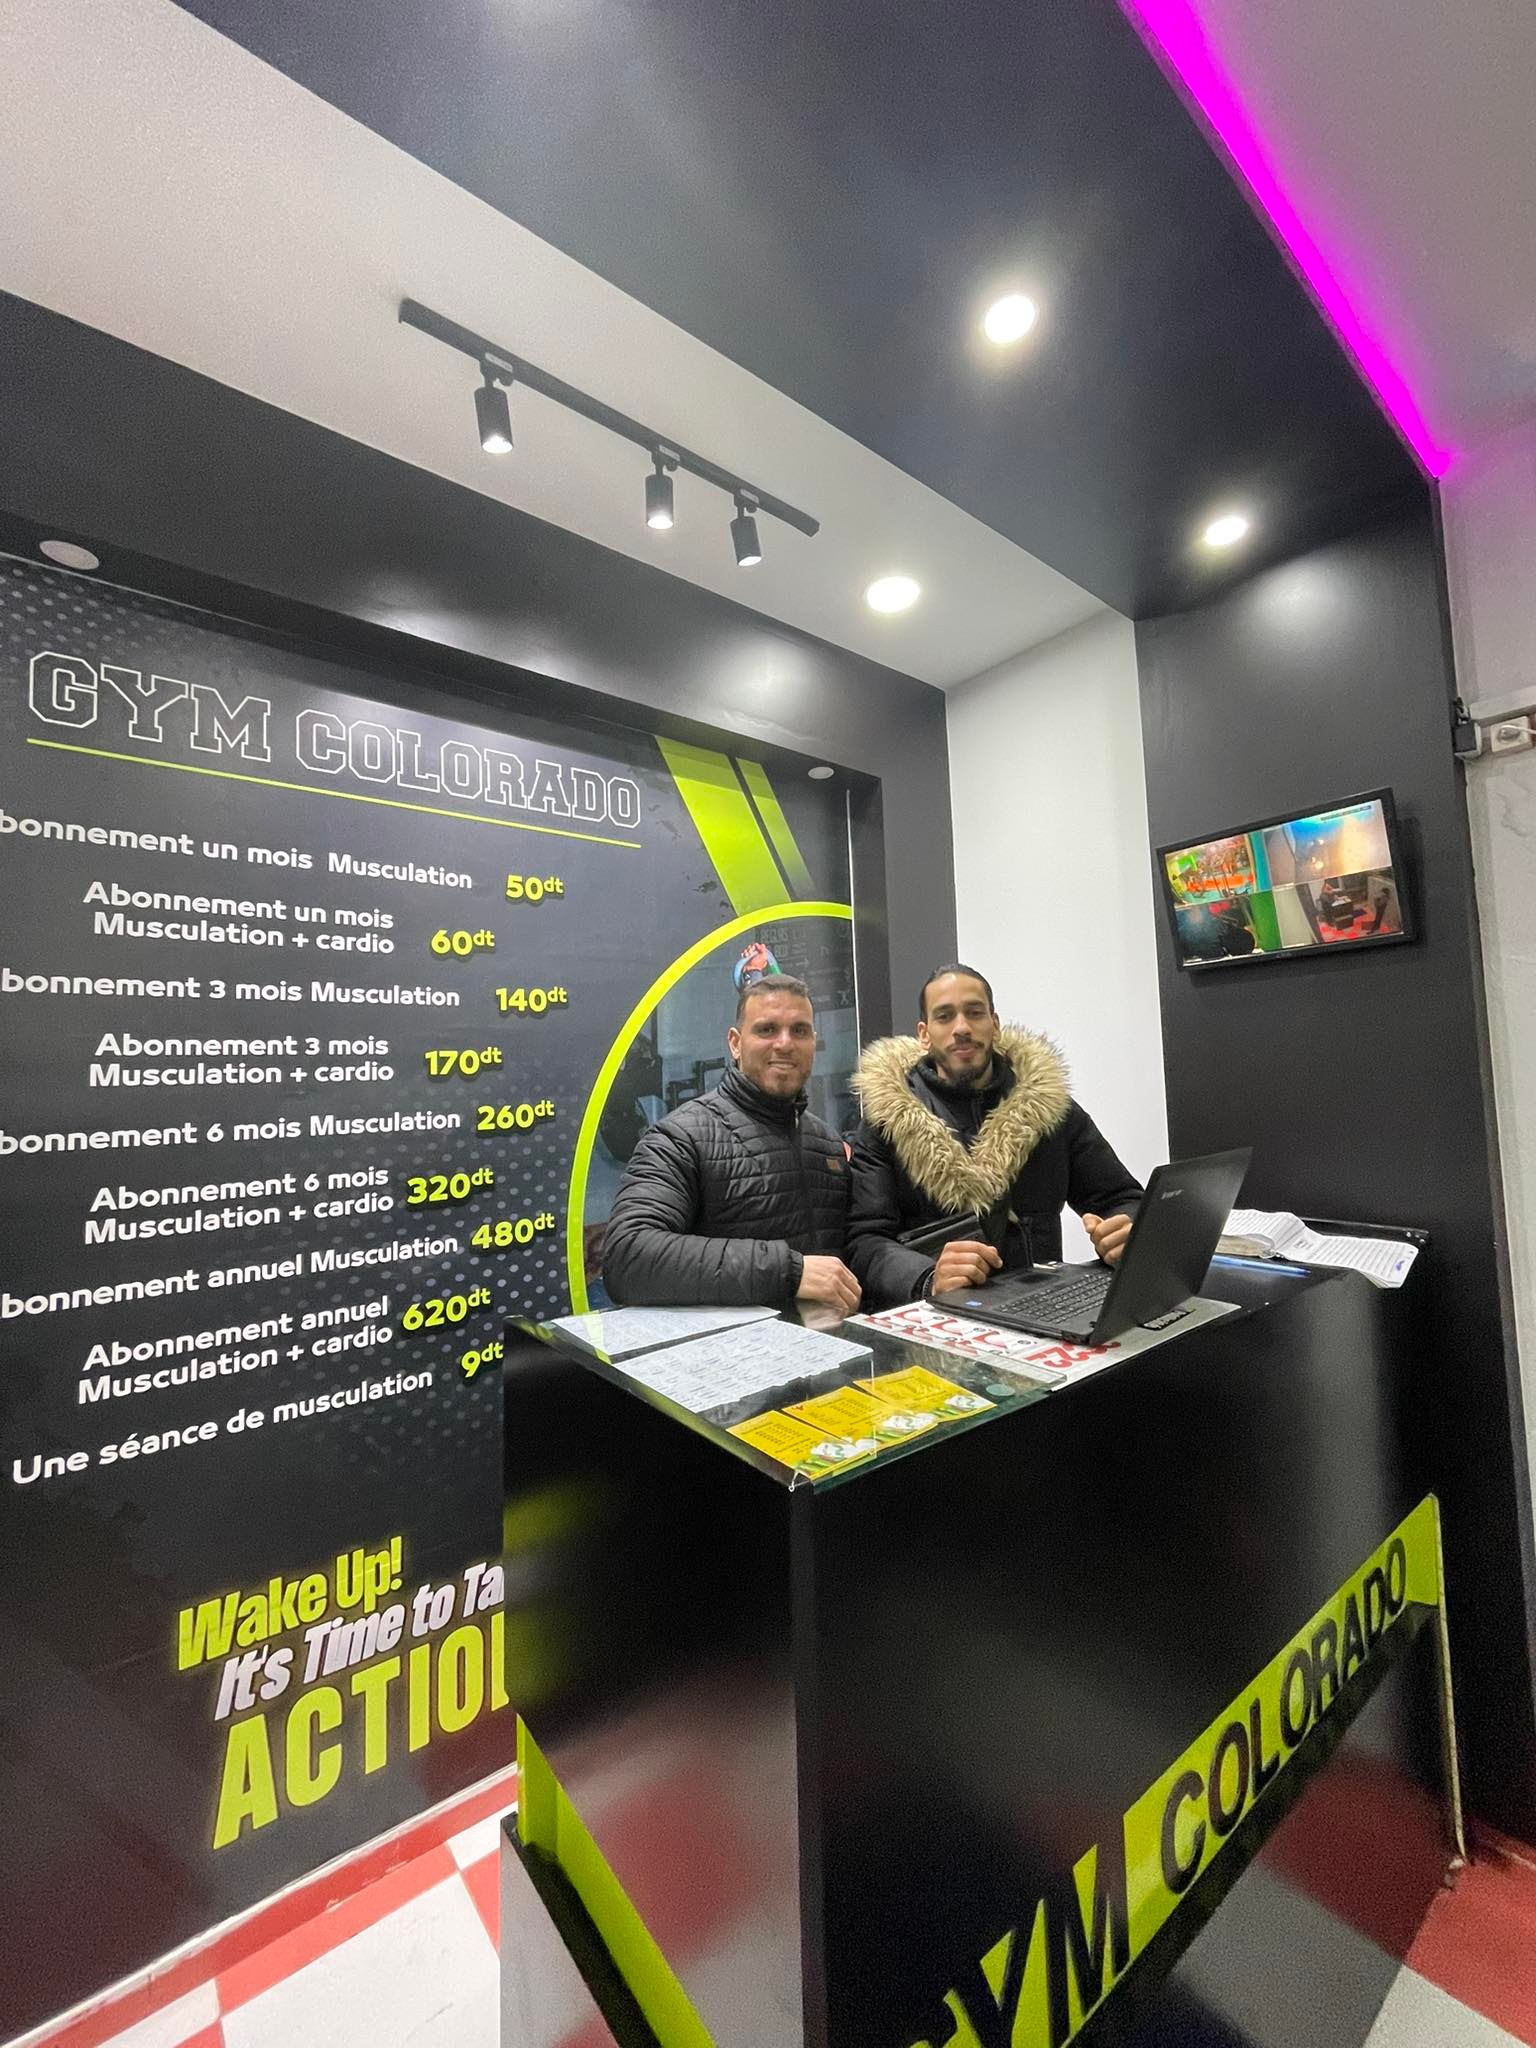 GYM COLORADO
bonnement un mois Musculation 50dt
Abonnement un mois
Musculation + cardio 60dt
bonnement 3 mois Musculation 140dt
Abonnement 3 mois
Musculation + cardio 170dt
bonnement 6 mois Musculation 260dt
Abonnement 6 mois
Musculation + cardio 320dt
bonnement annuel Musculation 480dt
Abonnement annuel
Musculation + cardio 620dt
Une séance de musculation 9dt
Wake Up!
It's Time to Ta
ACTIO
GYM COLORADO